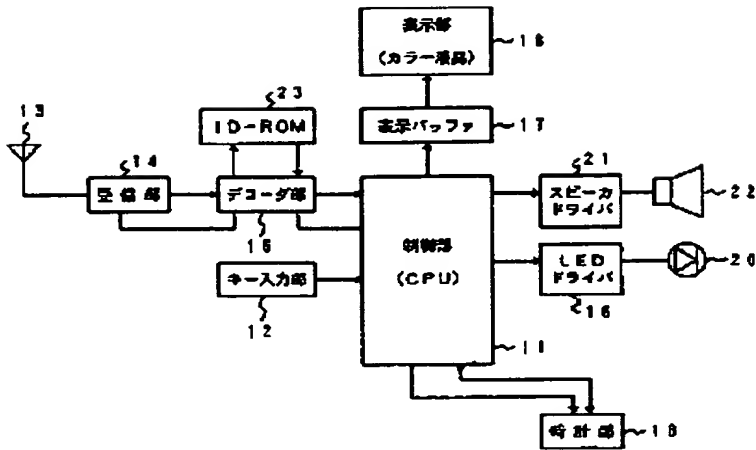 表示部
(カラー液晶)
18
23
13
ID-ROM
表示バッファ
17
14
21
受信部
デコーダ部
スピーカ
ドライバ
22
15
制御部
(CPU)
LED
ドライバ
20
キー入力部
12
16
11
時計部